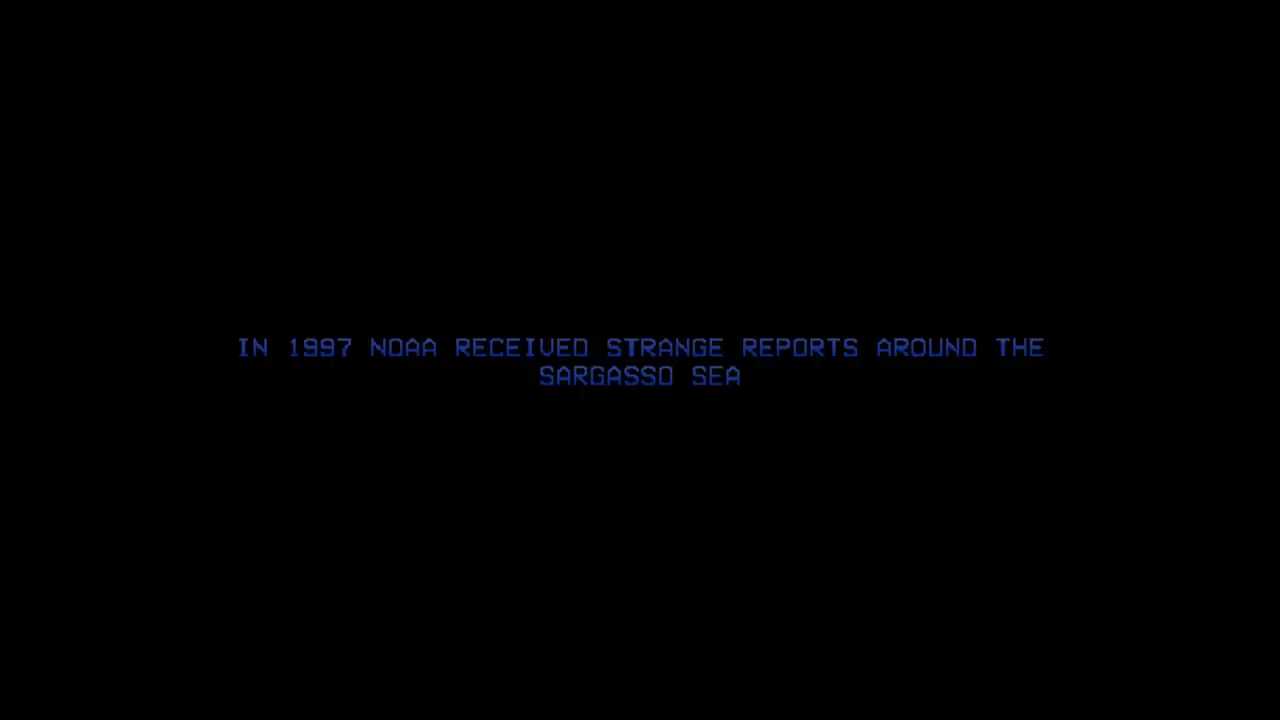 IN 1997 NOAA RECEIVED STRANGE REPORTS AROUND THE
SARGASSO SEA